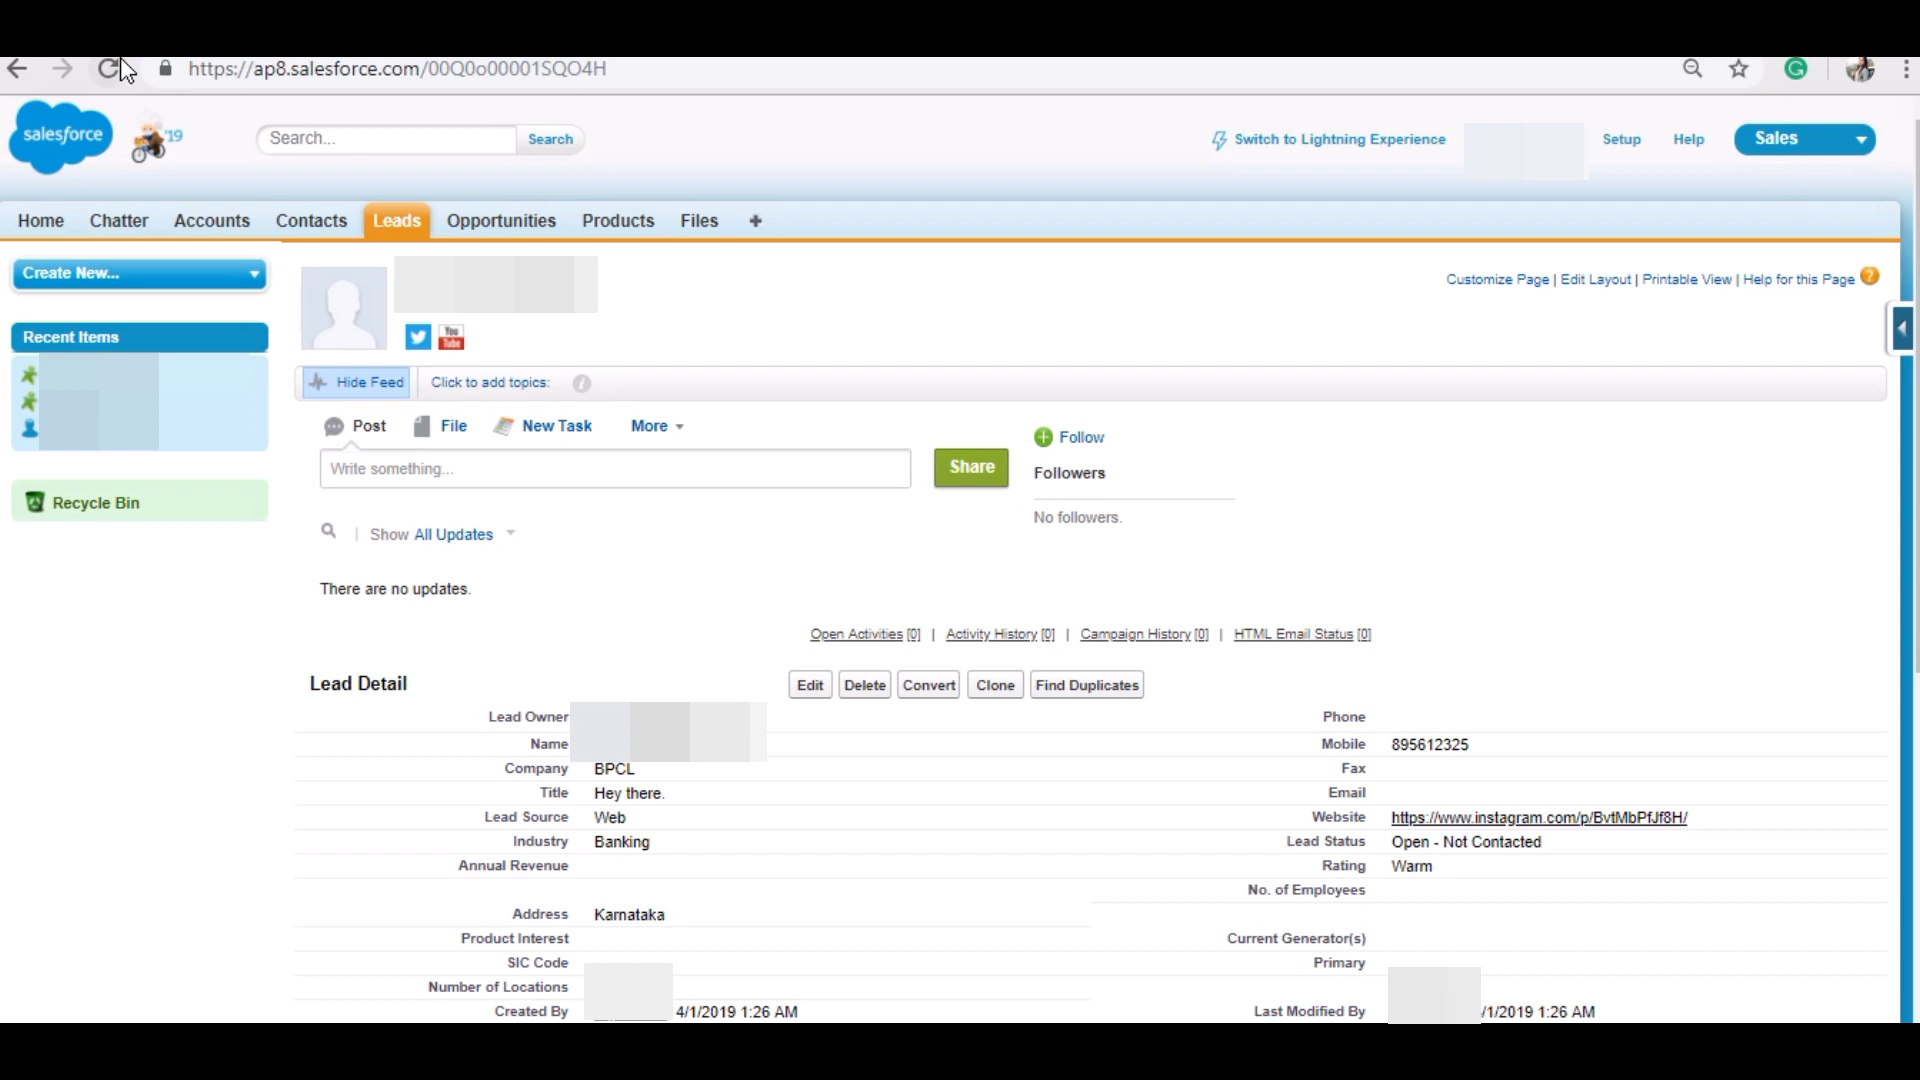 https://ap8.salesforce.com/00Q0o00001SQO4H
salesforce '19 Search... Search Switch to Lightning Experience Setup Help Sales
Home Chatter Accounts Contacts Leads Opportunities Products Files +
Create New...
Customize Page | Edit Layout | Printable View | Help for this Page ?
Recent Items
You Tube
Hide Feed Click to add topics: i
Post File New Task More
Follow
Write something... Share
Followers
Recycle Bin
No followers.
| Show All Updates
There are no updates.
Open Activities [0] | Activity History [0] | Campaign History [0] | HTML Email Status [0]
Lead Detail Edit Delete Convert Clone Find Duplicates
Lead Owner Phone
Name Mobile 895612325
Company BPCL Fax
Title Hey there. Email
Lead Source Web Website https://www.instagram.com/p/BvtMbPfJf8H/
Industry Banking Lead Status Open - Not Contacted
Annual Revenue Rating Warm
No. of Employees
Address Karnataka
Product Interest Current Generator(s)
SIC Code Primary
Number of Locations
Created By 4/1/2019 1:26 AM Last Modified By /1/2019 1:26 AM